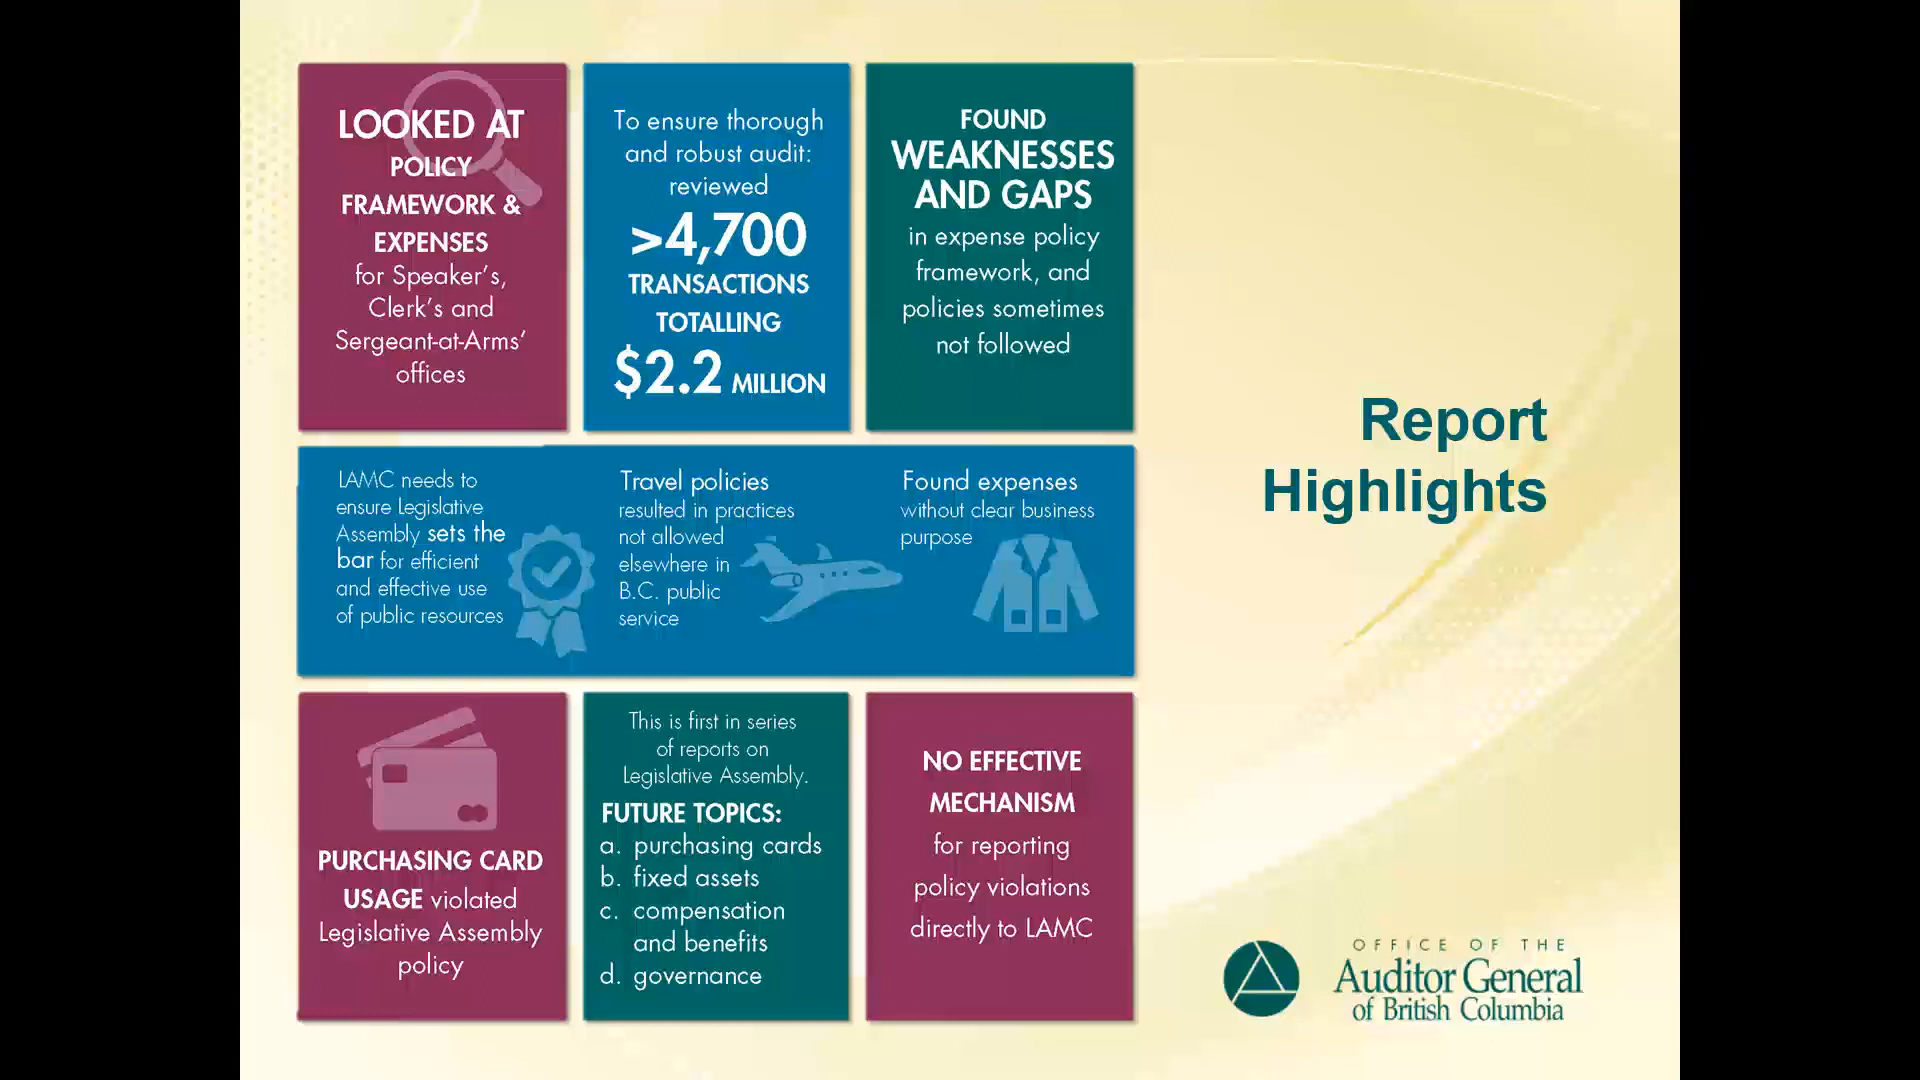 LOOKED AT
POLICY
FRAMEWORK &
EXPENSES
for Speaker's,
Clerk's and
Sergeant-at-Arms'
offices
To ensure thorough
and robust audit:
reviewed
>4,700
TRANSACTIONS
TOTALLING
$2.2 MILLION
FOUND
WEAKNESSES
AND GAPS
in expense policy
framework, and
policies sometimes
not followed
LAMC needs to
ensure Legislative
Assembly sets the
bar for efficient
and effective use
of public resources
Travel policies
resulted in practices
not allowed
elsewhere in
B.C. public
service
Found expenses
without clear business
purpose
PURCHASING CARD
USAGE violated
Legislative Assembly
policy
This is first in series
of reports on
Legislative Assembly.
FUTURE TOPICS:
a. purchasing cards
b. fixed assets
c. compensation
and benefits
d. governance
NO EFFECTIVE
MECHANISM
for reporting
policy violations
directly to LAMC
Report
Highlights
OFFICE OF THE
Auditor General
of British Columbia